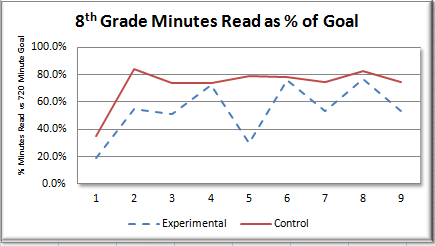 8th Grade Minutes Read as % of Goal
% Minutes Read vs 720 Minute Goal
100.0%
80.0%
60.0%
40.0%
20.0%
0.0%
1 2 3 4 5 6 7 8 9
Experimental Control